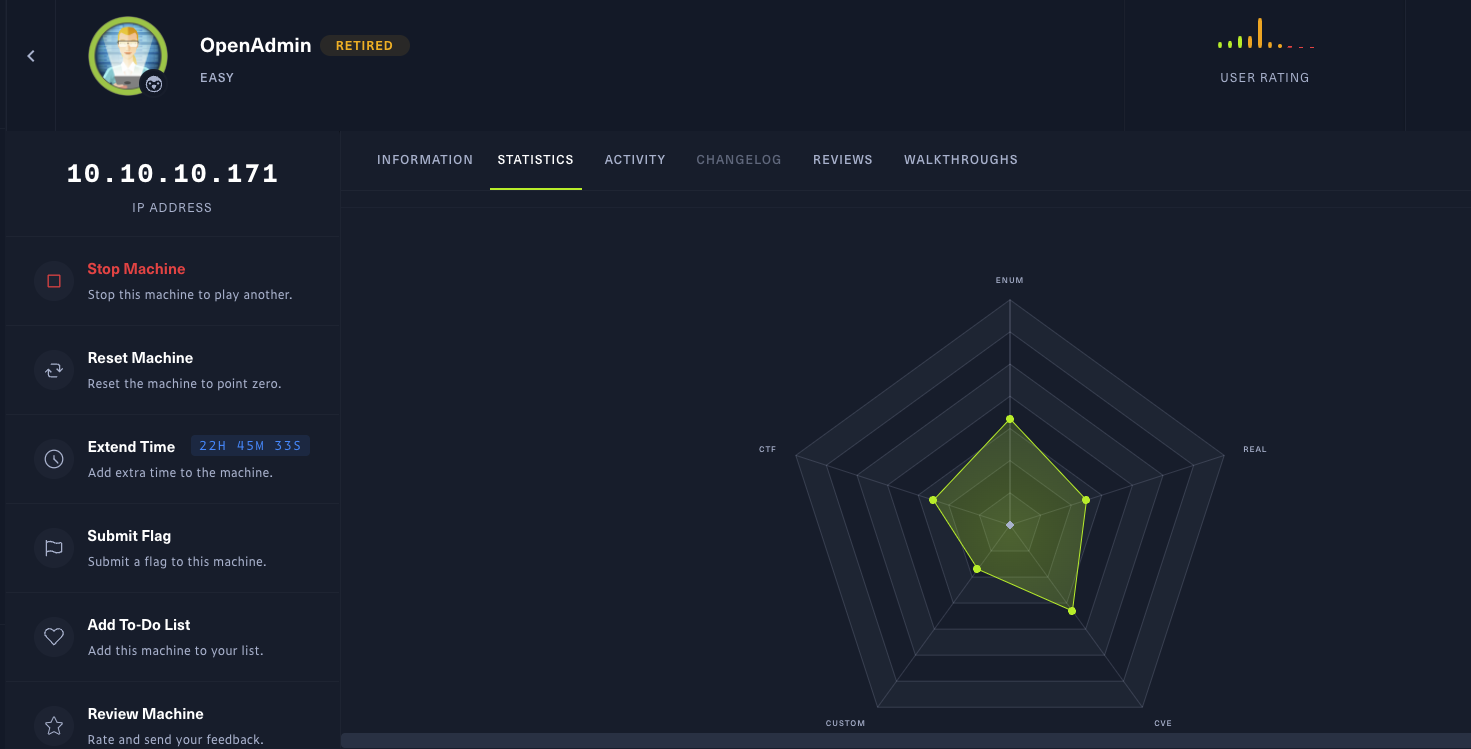 OpenAdmin RETIRED
EASY
USER RATING
10.10.10.171
IP ADDRESS
INFORMATION STATISTICS ACTIVITY CHANGELOG REVIEWS WALKTHROUGHS
Stop Machine
Stop this machine to play another.
Reset Machine
Reset the machine to point zero.
Extend Time 22H 45M 33S
Add extra time to the machine.
Submit Flag
Submit a flag to this machine.
Add To-Do List
Add this machine to your list.
Review Machine
Rate and send your feedback.
ENUM
CTF
REAL
CUSTOM
CVE